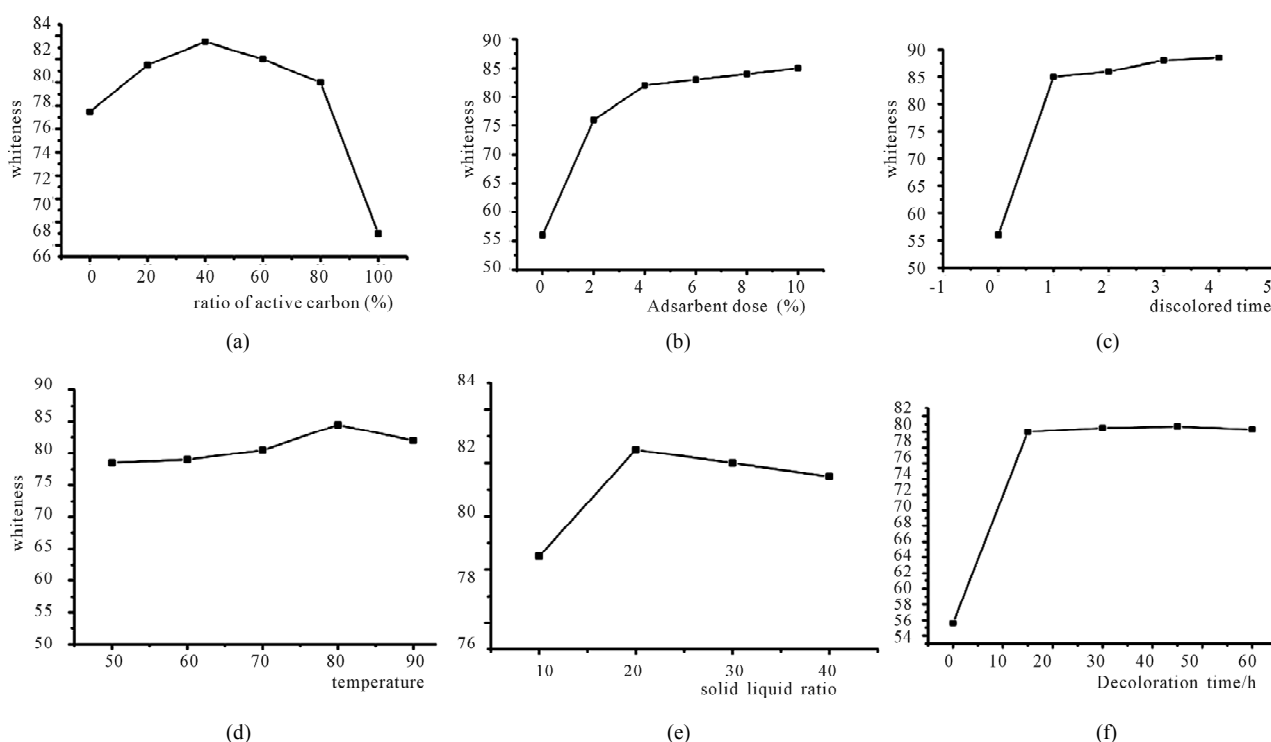 84
82
80
78
76
74
72
70
68
66
whiteness
0 20 40 60 80 100
ratio of active carbon (%)
(a)
90
85
80
75
70
65
60
55
50
whiteness
0 2 4 6 8 10
Adsarbent dose (%)
(b)
90
85
80
75
70
65
60
55
50
whiteness
-1 0 1 2 3 4 5
discolored time
(c)
90
85
80
75
70
65
60
55
50
whiteness
50 60 70 80 90
temperature
(d)
84
82
80
78
76
10 20 30 40
solid liquid ratio
(e)
82
80
78
76
74
72
70
68
66
64
62
60
58
56
54
0 10 20 30 40 50 60
Decoloration time/h
(f)